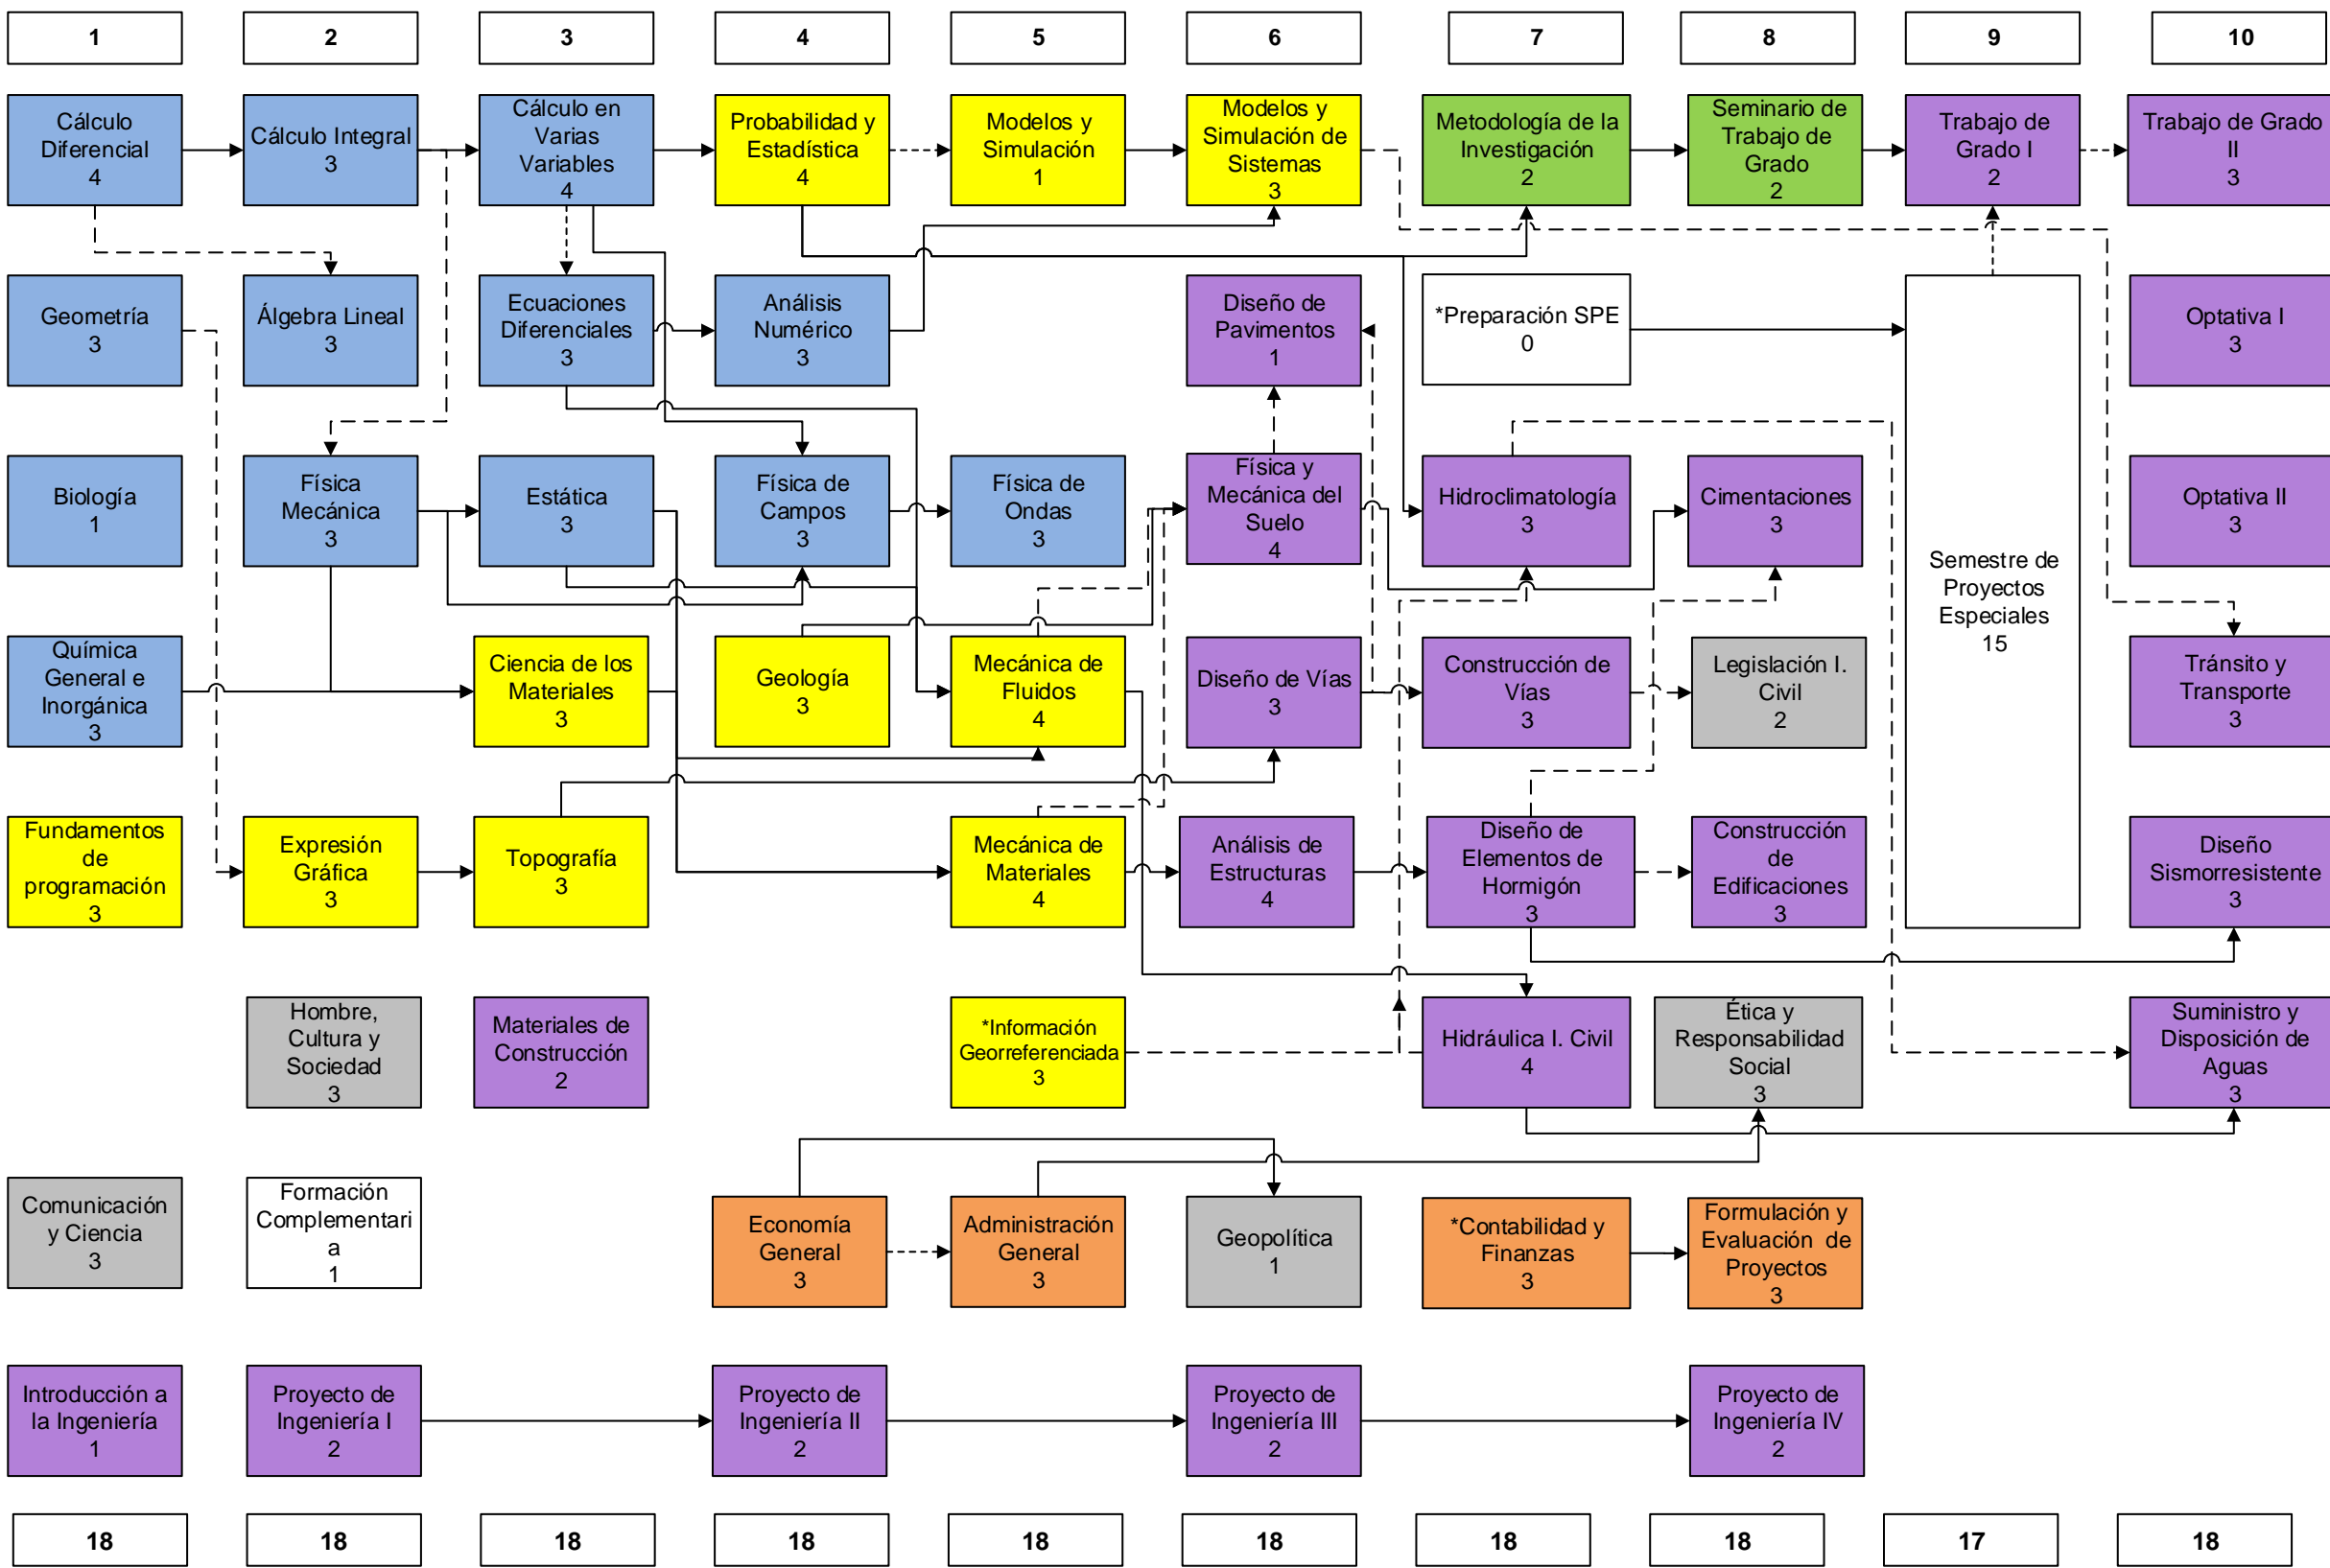 1
2
3
4
5
6
7
8
9
10
Cálculo
Diferencial
4
Cálculo Integral
3
Cálculo en
Varias
Variables
4
Probabilidad y
Estadística
4
Modelos y
Simulación
1
Modelos y
Simulación de
Sistemas
3
Metodología de la
Investigación
2
Seminario de
Trabajo de
Grado
2
Trabajo de
Grado I
2
Trabajo de Grado
II
3
Geometría
3
Álgebra Lineal
3
Ecuaciones
Diferenciales
3
Análisis
Numérico
3
Diseño de
Pavimentos
1
*Preparación SPE
0
Semestre de
Proyectos
Especiales
15
Optativa I
3
Biología
1
Física
Mecánica
3
Estática
3
Física de
Campos
3
Física de
Ondas
3
Física y
Mecánica del
Suelo
4
Hidroclimatología
3
Cimentaciones
3
Optativa II
3
Química
General e
Inorgánica
3
Ciencia de los
Materiales
3
Geología
3
Mecánica de
Fluidos
4
Diseño de Vías
3
Construcción de
Vías
3
Legislación I.
Civil
2
Tránsito y
Transporte
3
Fundamentos
de
programación
3
Expresión
Gráfica
3
Topografía
3
Mecánica de
Materiales
4
Análisis de
Estructuras
4
Diseño de
Elementos de
Hormigón
3
Construcción
de
Edificaciones
3
Diseño
Sismorresistente
3
Hombre,
Cultura y
Sociedad
3
Materiales de
Construcción
2
*Información
Georreferenciada
3
Hidráulica I. Civil
4
Ética y
Responsabilidad
Social
3
Suministro y
Disposición de
Aguas
3
Comunicación
y Ciencia
3
Formación
Complementari
a
1
Economía
General
3
Administración
General
3
Geopolítica
1
*Contabilidad y
Finanzas
3
Formulación y
Evaluación de
Proyectos
3
Introducción a
la Ingeniería
1
Proyecto de
Ingeniería I
2
Proyecto de
Ingeniería II
2
Proyecto de
Ingeniería III
2
Proyecto de
Ingeniería IV
2
18
18
18
18
18
18
18
18
17
18